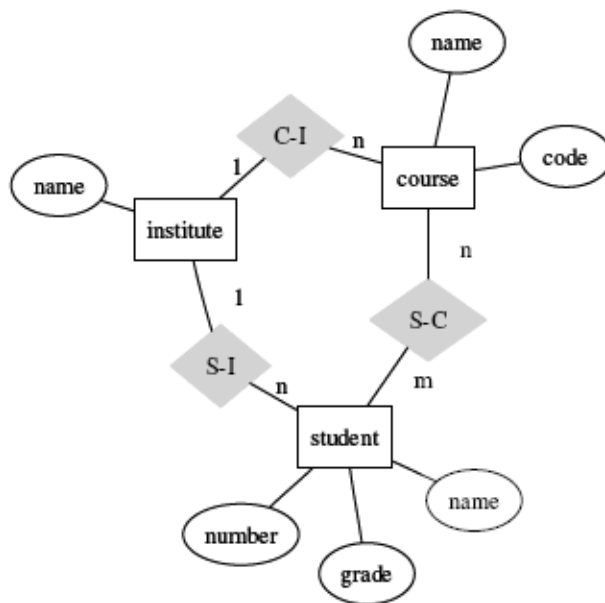 name
C-I
n
1
name
course
code
institute
n
1
S-C
S-I
n
m
student
name
number
grade